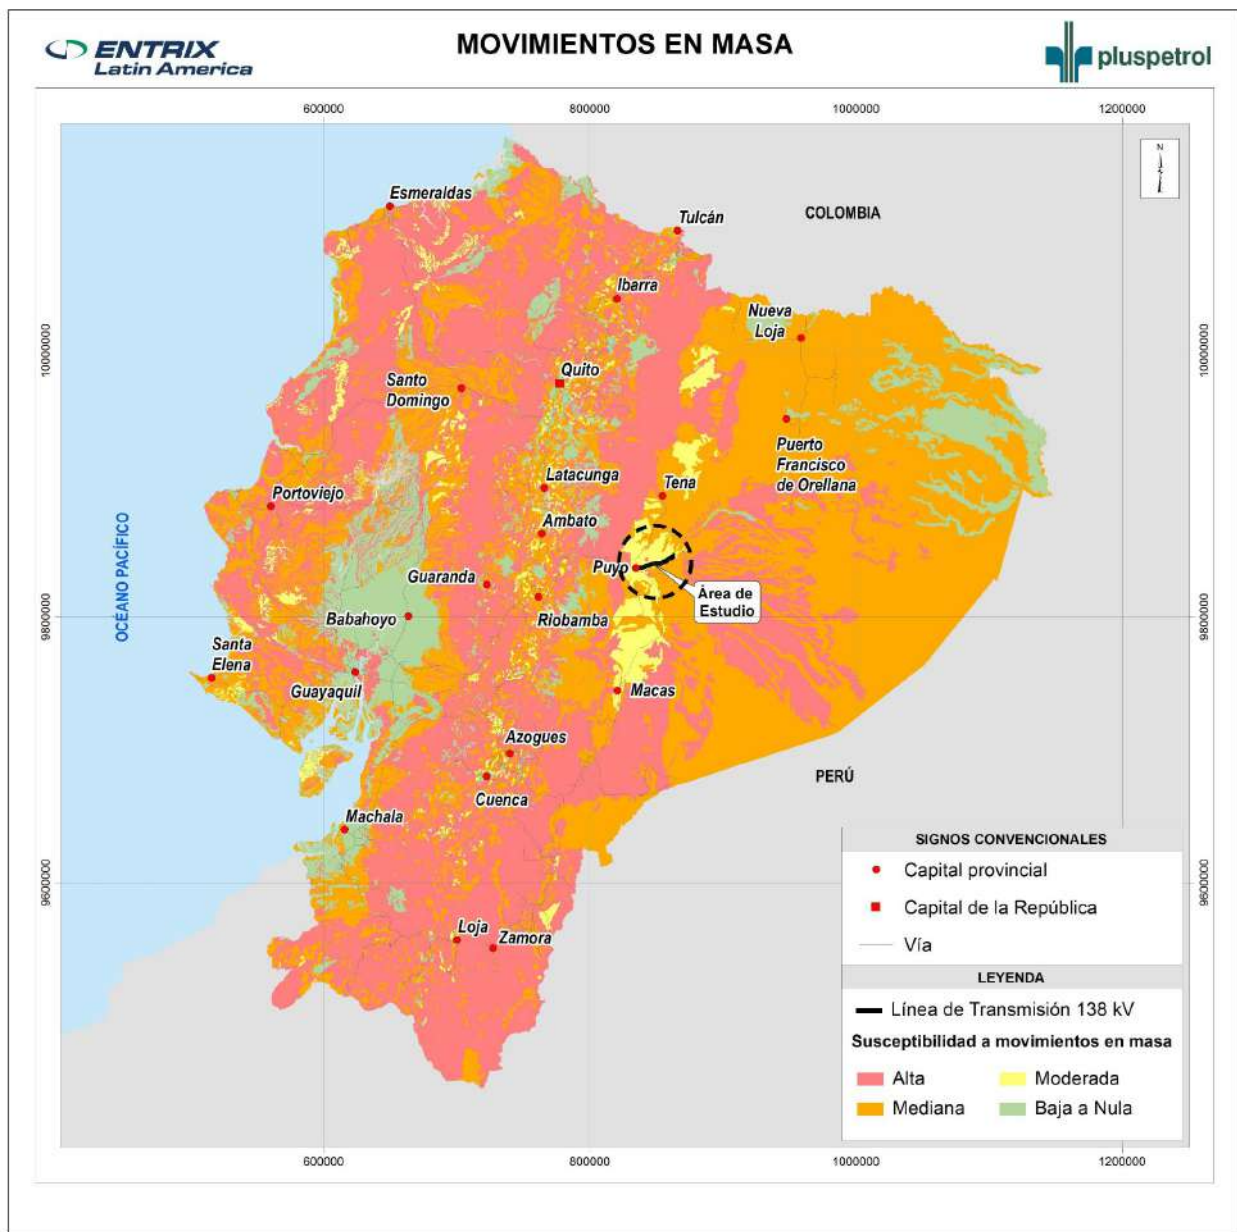 ENTRIX
Latin America
MOVIMIENTOS EN MASA
pluspetrol
600000
800000
1000000
1200000
N
Esmeraldas
Tulcán
COLOMBIA
Ibarra
Nueva
Loja
10000000
10000000
Quito
Santo
Domingo
Puerto
Francisco
de Orellana
Latacunga
Tena
Portoviejo
Ambato
OCÉANO PACÍFICO
Puyo
Guaranda
Área de
Estudio
Babahoyo
Riobamba
9800000
9800000
Santa
Elena
Guayaquil
Macas
Azogues
Cuenca
PERÚ
Machala
9600000
9600000
Loja
Zamora
SIGNOS CONVENCIONALES
Capital provincial
Capital de la República
Vía
LEYENDA
Línea de Transmisión 138 kV
Susceptibilidad a movimientos en masa
Alta
Moderada
Mediana
Baja a Nula
600000
800000
1000000
1200000